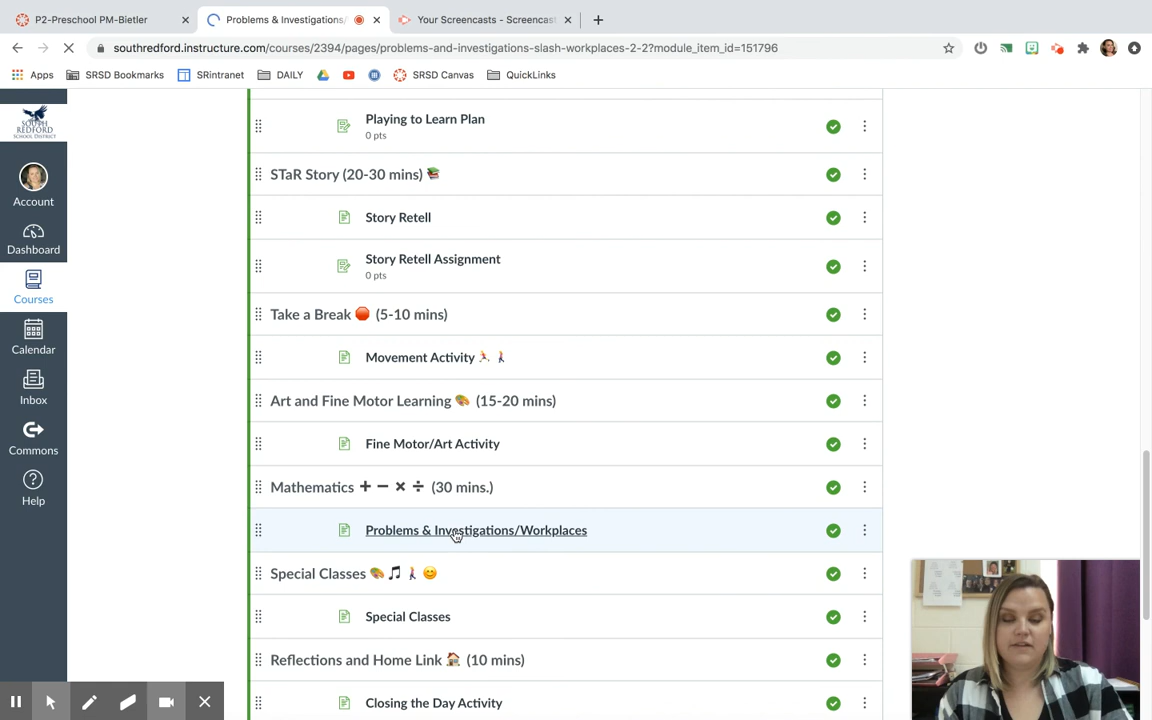 P2-Preschool PM-Bietler
Problems & Investigations/
Your Screencasts - Screencast
southredford.instructure.com/courses/2394/pages/problems-and-investigations-slash-workplaces-2-2?module_item_id=151796
Apps
SRSD Bookmarks
SRintranet
DAILY
SRSD Canvas
QuickLinks
SOUTH REDFORD
SCHOOL DISTRICT
Account
Dashboard
Courses
Calendar
Inbox
Commons
Help
Playing to Learn Plan
0 pts
STaR Story (20-30 mins) 📚
Story Retell
Story Retell Assignment
0 pts
Take a Break 🛑 (5-10 mins)
Movement Activity 🏃 🚶
Art and Fine Motor Learning 🎨 (15-20 mins)
Fine Motor/Art Activity
Mathematics ➕ ➖ ✖ ➗ (30 mins.)
Problems & Investigations/Workplaces
Special Classes 🎨 🎵 🚶 😊
Special Classes
Reflections and Home Link 🏠 (10 mins)
Closing the Day Activity